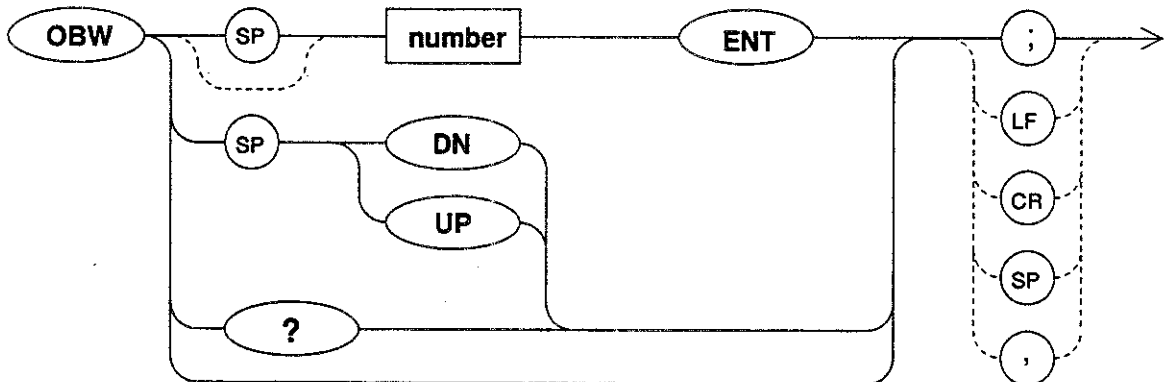 OBW SP number ENT ;
LF
SP DN
UP CR
SP
?
,